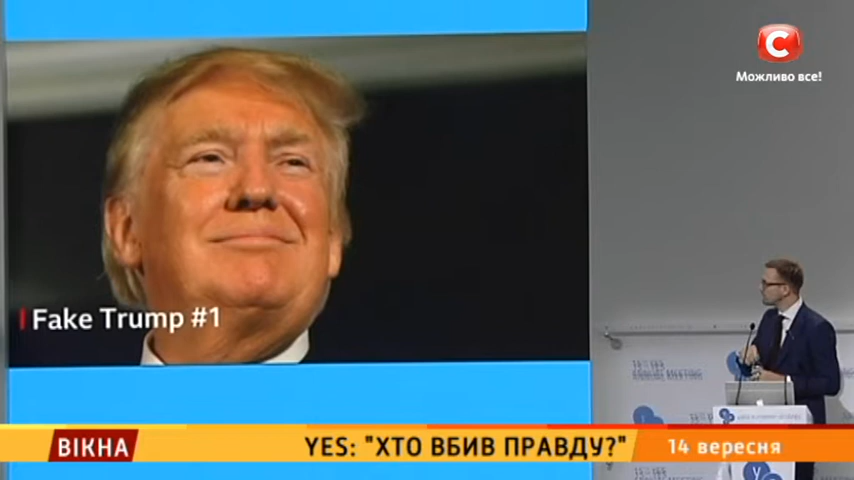 Можливо все!
Fake Trump #1
ВІКНА
YES: "ХТО ВБИВ ПРАВДУ?"
14 вересня